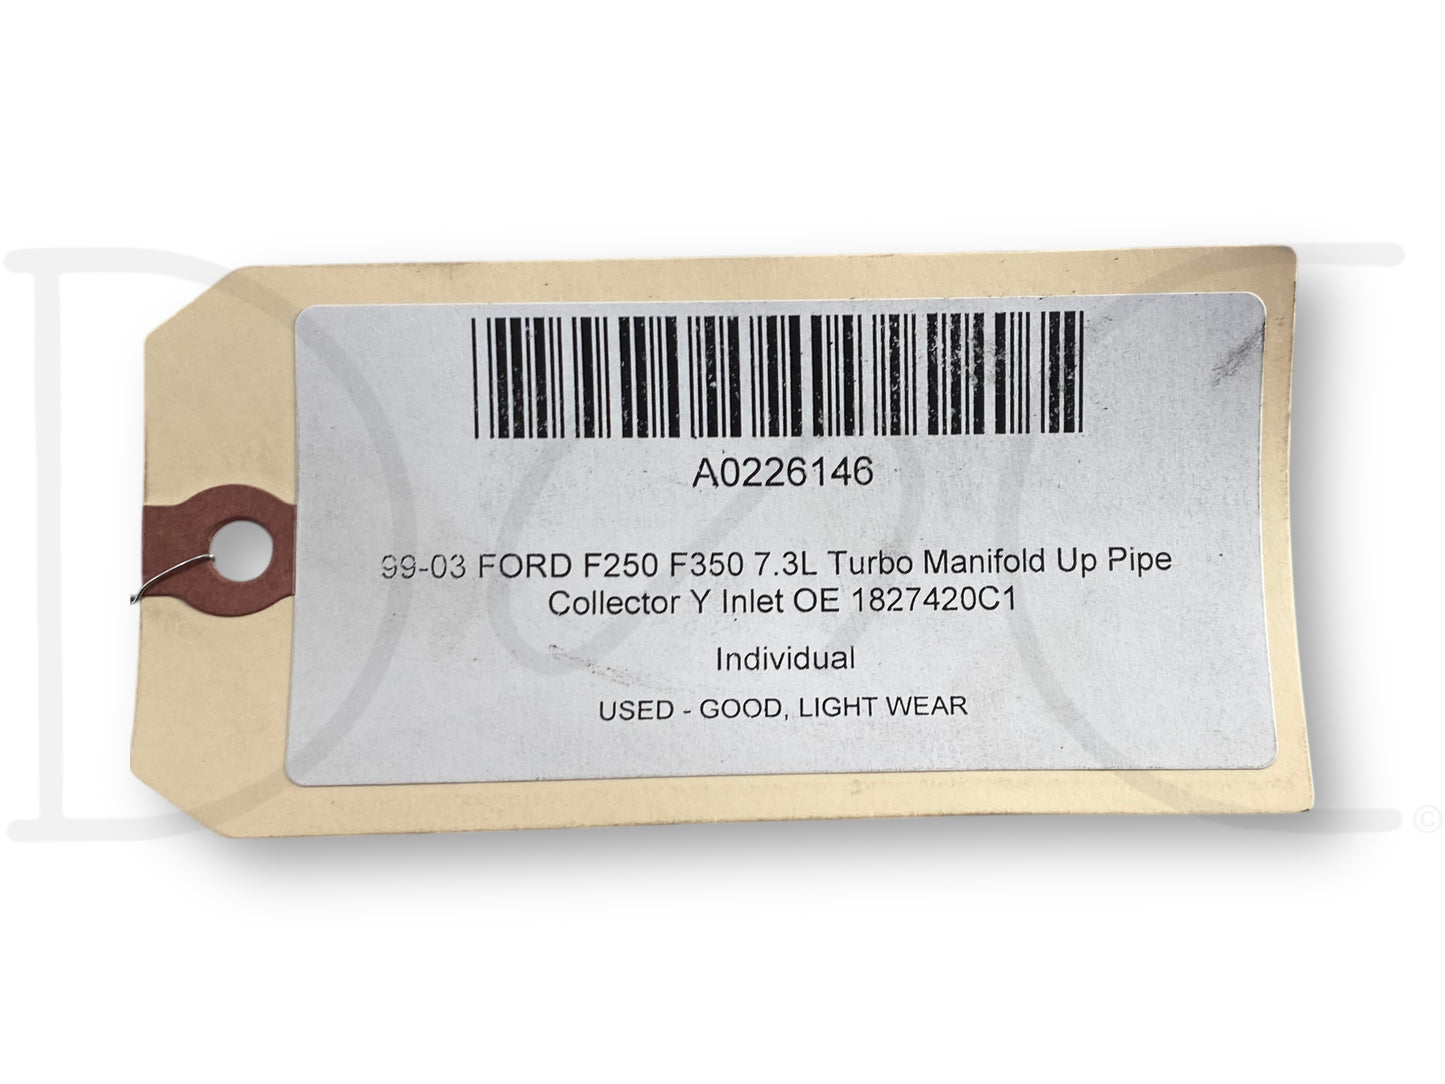 A0226146
99-03 FORD F250 F350 7.3L Turbo Manifold Up Pipe
Collector Y Inlet OE 1827420C1
Individual
USED - GOOD, LIGHT WEAR
©